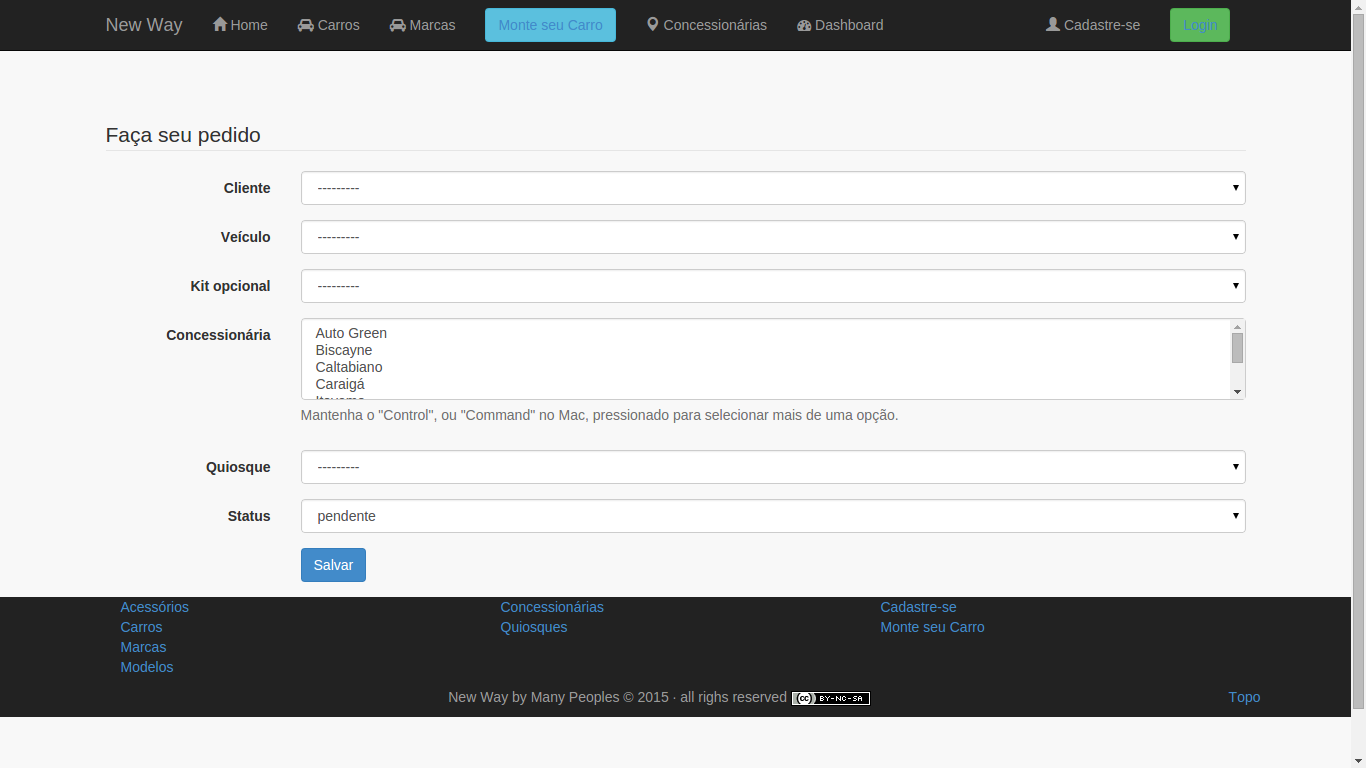 New Way Home Carros Marcas Monte seu Carro Concessionárias Dashboard Cadastre-se Login
Faça seu pedido
Cliente ---------
Veículo ---------
Kit opcional ---------
Concessionária Auto Green
Biscayne
Caltabiano
Caraigá
Mantenha o "Control", ou "Command" no Mac, pressionado para selecionar mais de uma opção.
Quiosque ---------
Status pendente
Salvar
Acessórios Concessionárias Cadastre-se
Carros Quiosques Monte seu Carro
Marcas
Modelos
New Way by Many Peoples © 2015 · all righs reserved cc BY-NC-SA Topo